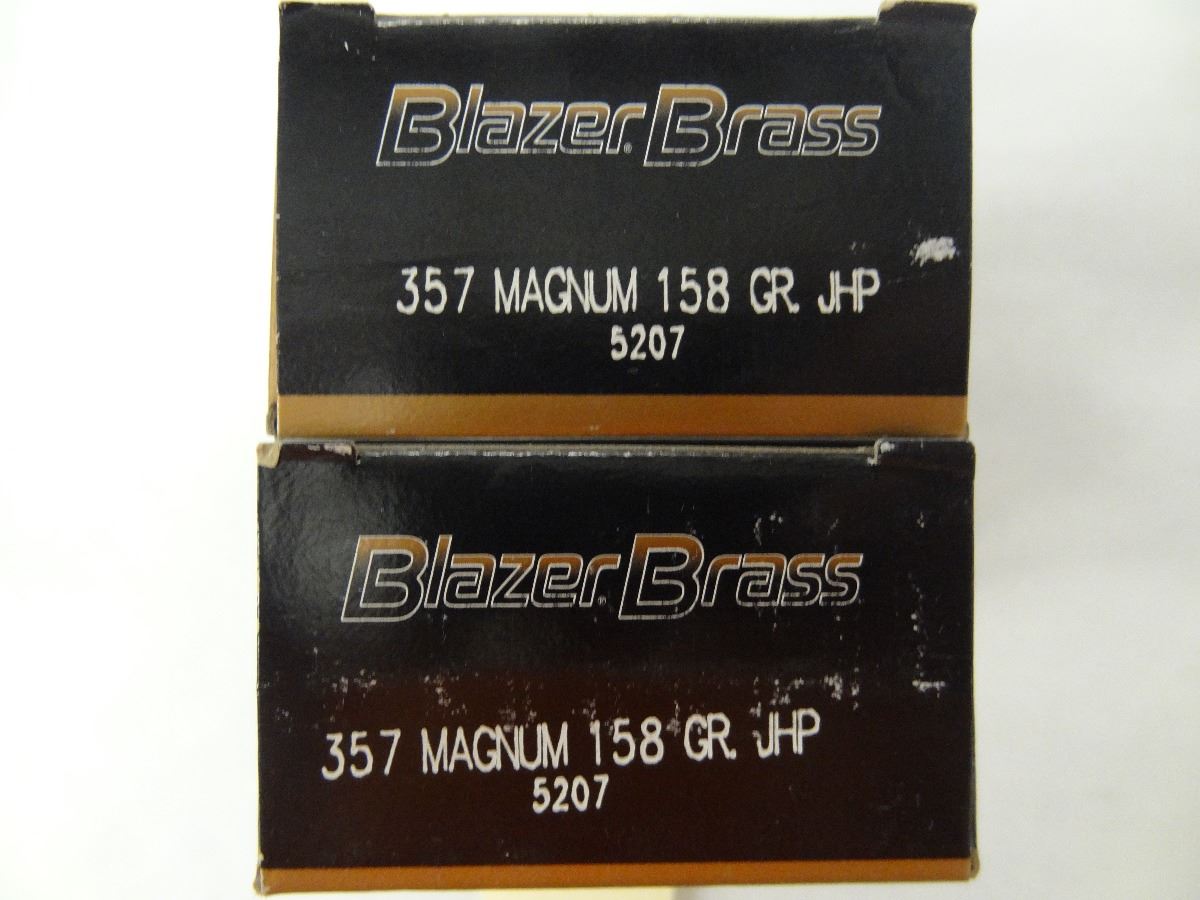 Blazer® Brass
357 MAGNUM 158 GR. JHP
5207
Blazer® Brass
357 MAGNUM 158 GR. JHP
5207